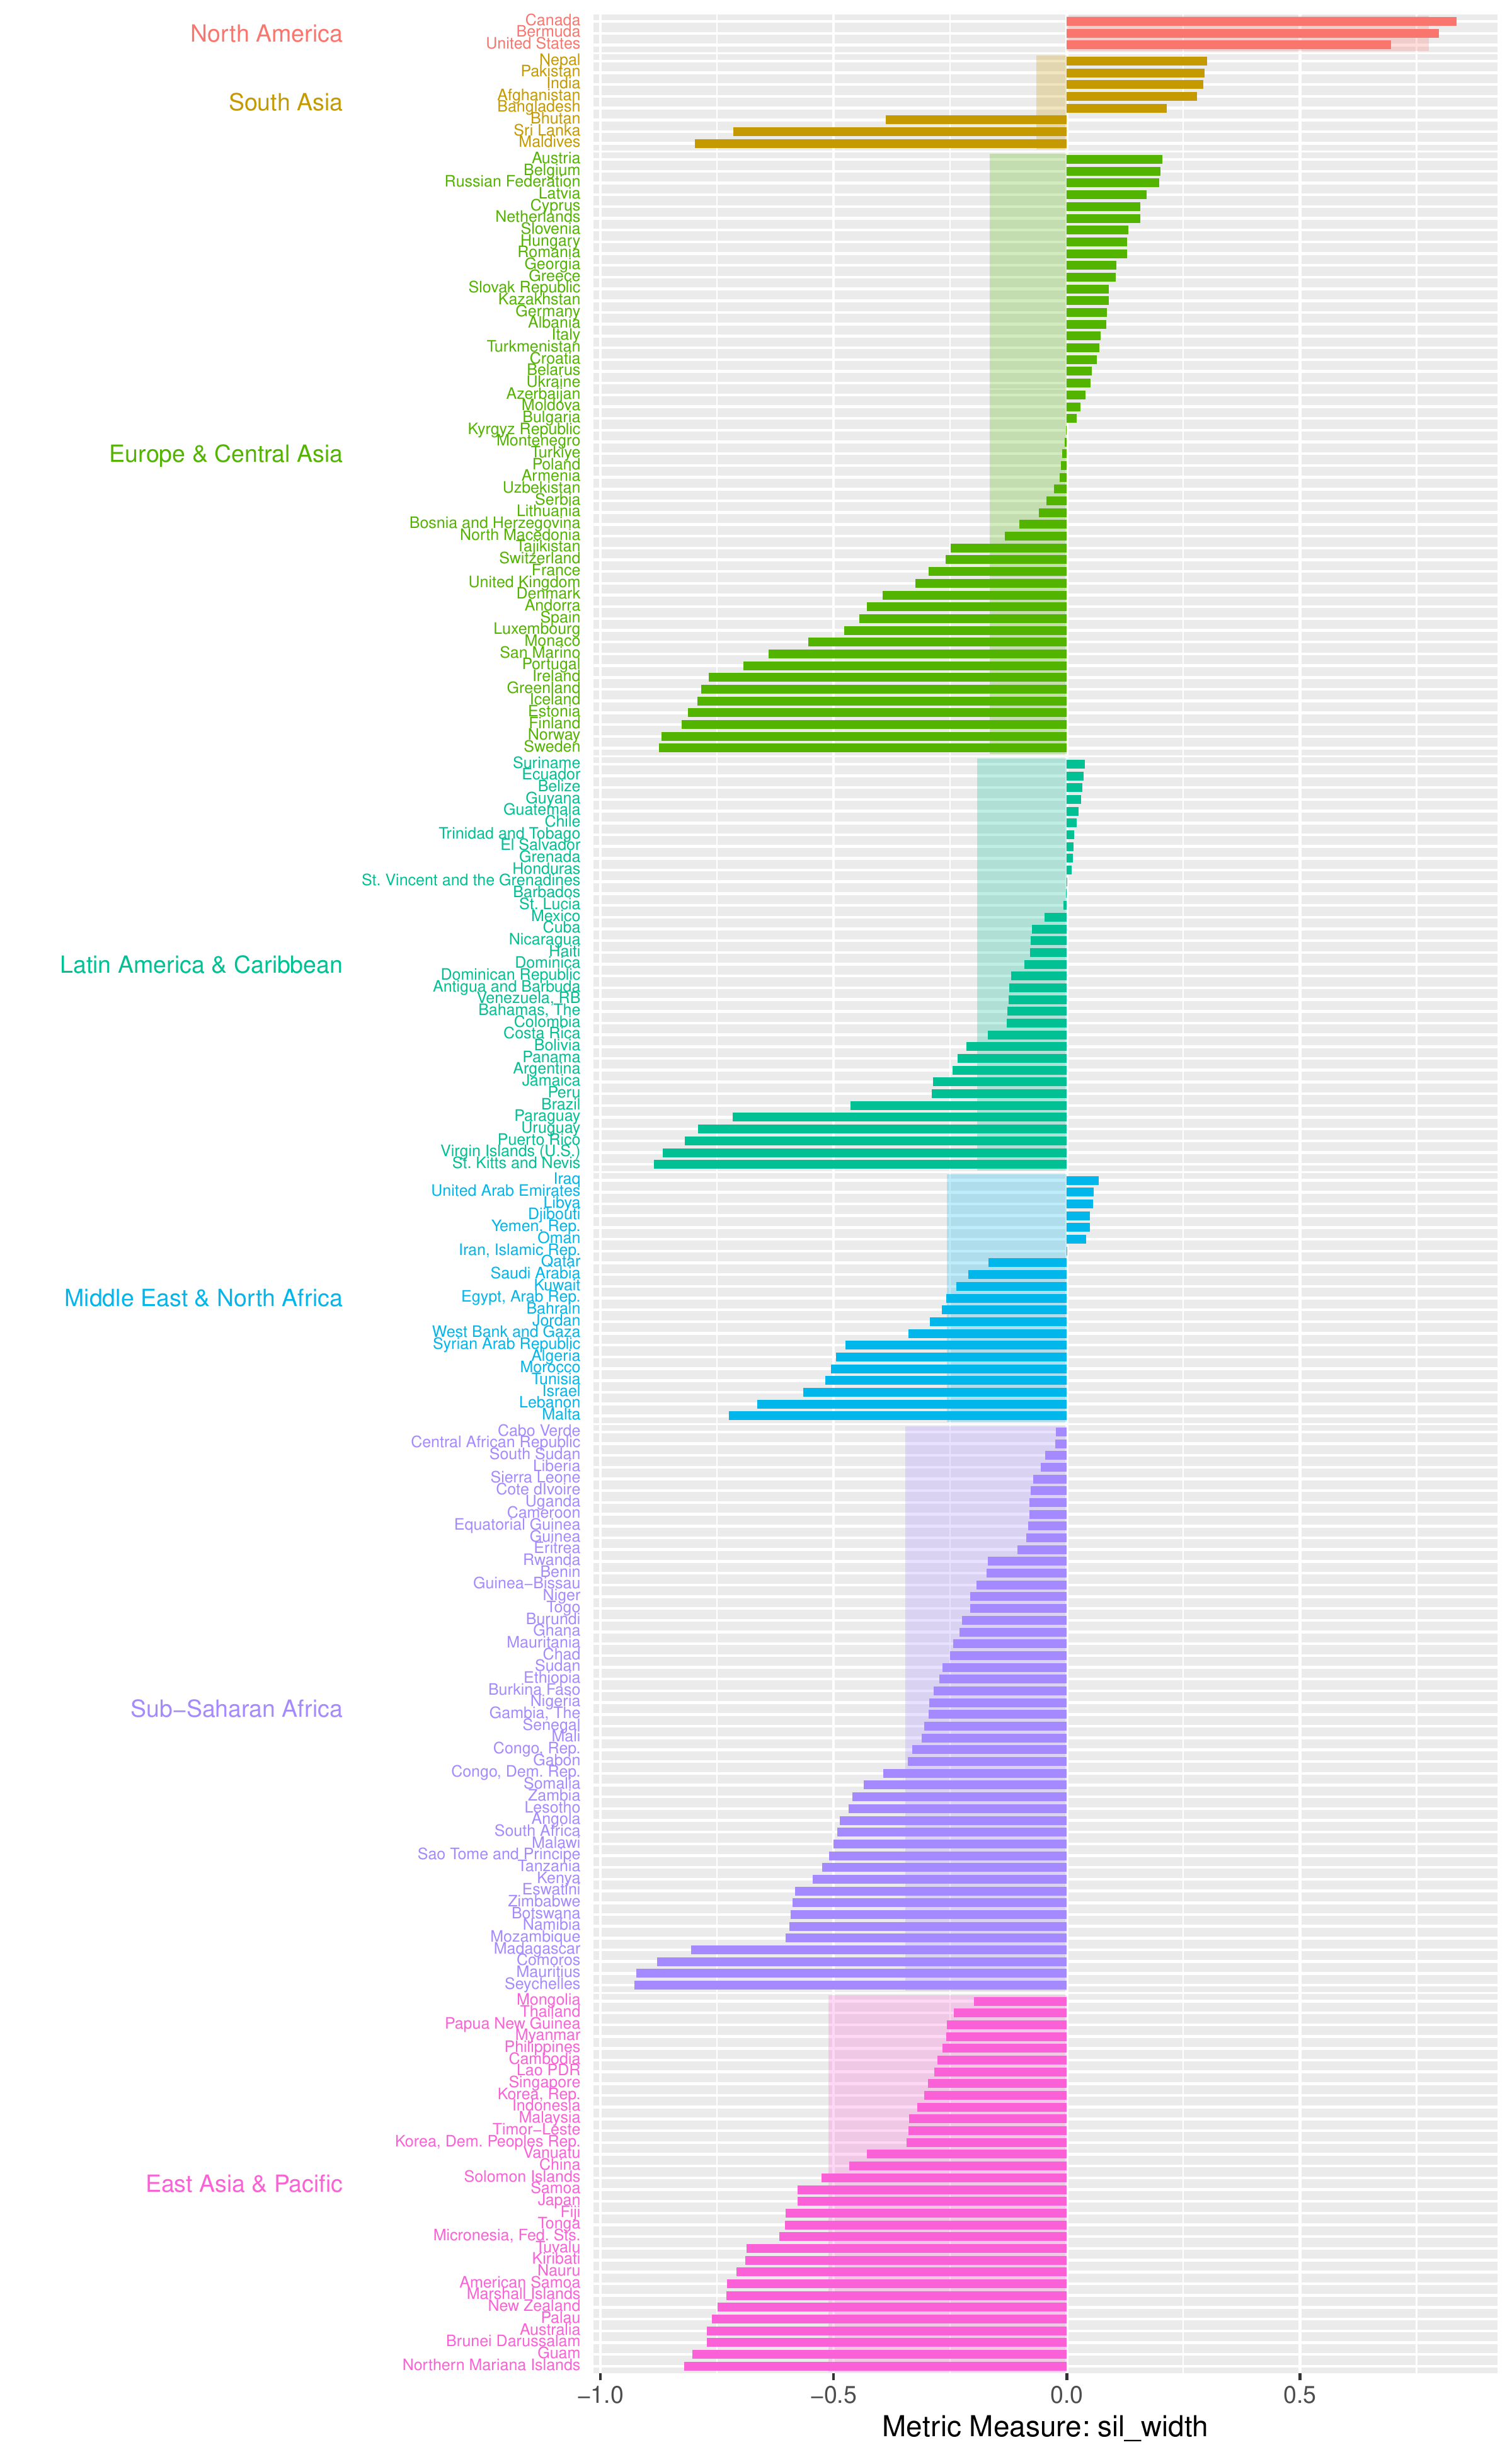 North America
Canada
Bermuda
United States
South Asia
Nepal
Pakistan
India
Afghanistan
Bangladesh
Bhutan
Sri Lanka
Maldives
Europe & Central Asia
Austria
Belgium
Russian Federation
Latvia
Cyprus
Netherlands
Slovenia
Hungary
Romania
Georgia
Greece
Slovak Republic
Kazakhstan
Germany
Albania
Italy
Turkmenistan
Croatia
Belarus
Ukraine
Azerbaijan
Moldova
Bulgaria
Kyrgyz Republic
Montenegro
Turkiye
Poland
Armenia
Uzbekistan
Serbia
Lithuania
Bosnia and Herzegovina
North Macedonia
Tajikistan
Switzerland
France
United Kingdom
Denmark
Andorra
Spain
Luxembourg
Monaco
San Marino
Portugal
Ireland
Greenland
Iceland
Estonia
Finland
Norway
Sweden
Latin America & Caribbean
Suriname
Ecuador
Belize
Guyana
Guatemala
Chile
Trinidad and Tobago
El Salvador
Grenada
Honduras
St. Vincent and the Grenadines
Barbados
St. Lucia
Mexico
Cuba
Nicaragua
Haiti
Dominica
Dominican Republic
Antigua and Barbuda
Venezuela, RB
Bahamas, The
Colombia
Costa Rica
Bolivia
Panama
Argentina
Jamaica
Peru
Brazil
Paraguay
Uruguay
Puerto Rico
Virgin Islands (U.S.)
St. Kitts and Nevis
Middle East & North Africa
Iraq
United Arab Emirates
Libya
Djibouti
Yemen, Rep.
Oman
Iran, Islamic Rep.
Qatar
Saudi Arabia
Kuwait
Egypt, Arab Rep.
Bahrain
Jordan
West Bank and Gaza
Syrian Arab Republic
Algeria
Morocco
Tunisia
Israel
Lebanon
Malta
Sub−Saharan Africa
Cabo Verde
Central African Republic
South Sudan
Liberia
Sierra Leone
Cote dIvoire
Uganda
Cameroon
Equatorial Guinea
Guinea
Eritrea
Rwanda
Benin
Guinea−Bissau
Niger
Togo
Burundi
Ghana
Mauritania
Chad
Sudan
Ethiopia
Burkina Faso
Nigeria
Gambia, The
Senegal
Mali
Congo, Rep.
Gabon
Congo, Dem. Rep.
Somalia
Zambia
Lesotho
Angola
South Africa
Malawi
Sao Tome and Principe
Tanzania
Kenya
Eswatini
Zimbabwe
Botswana
Namibia
Mozambique
Madagascar
Comoros
Mauritius
Seychelles
East Asia & Pacific
Mongolia
Thailand
Papua New Guinea
Myanmar
Philippines
Cambodia
Lao PDR
Singapore
Korea, Rep.
Indonesia
Malaysia
Timor−Leste
Korea, Dem. Peoples Rep.
Vanuatu
China
Solomon Islands
Samoa
Japan
Fiji
Tonga
Micronesia, Fed. Sts.
Tuvalu
Kiribati
Nauru
American Samoa
Marshall Islands
New Zealand
Palau
Australia
Brunei Darussalam
Guam
Northern Mariana Islands
−1.0 −0.5 0.0 0.5
Metric Measure: sil_width